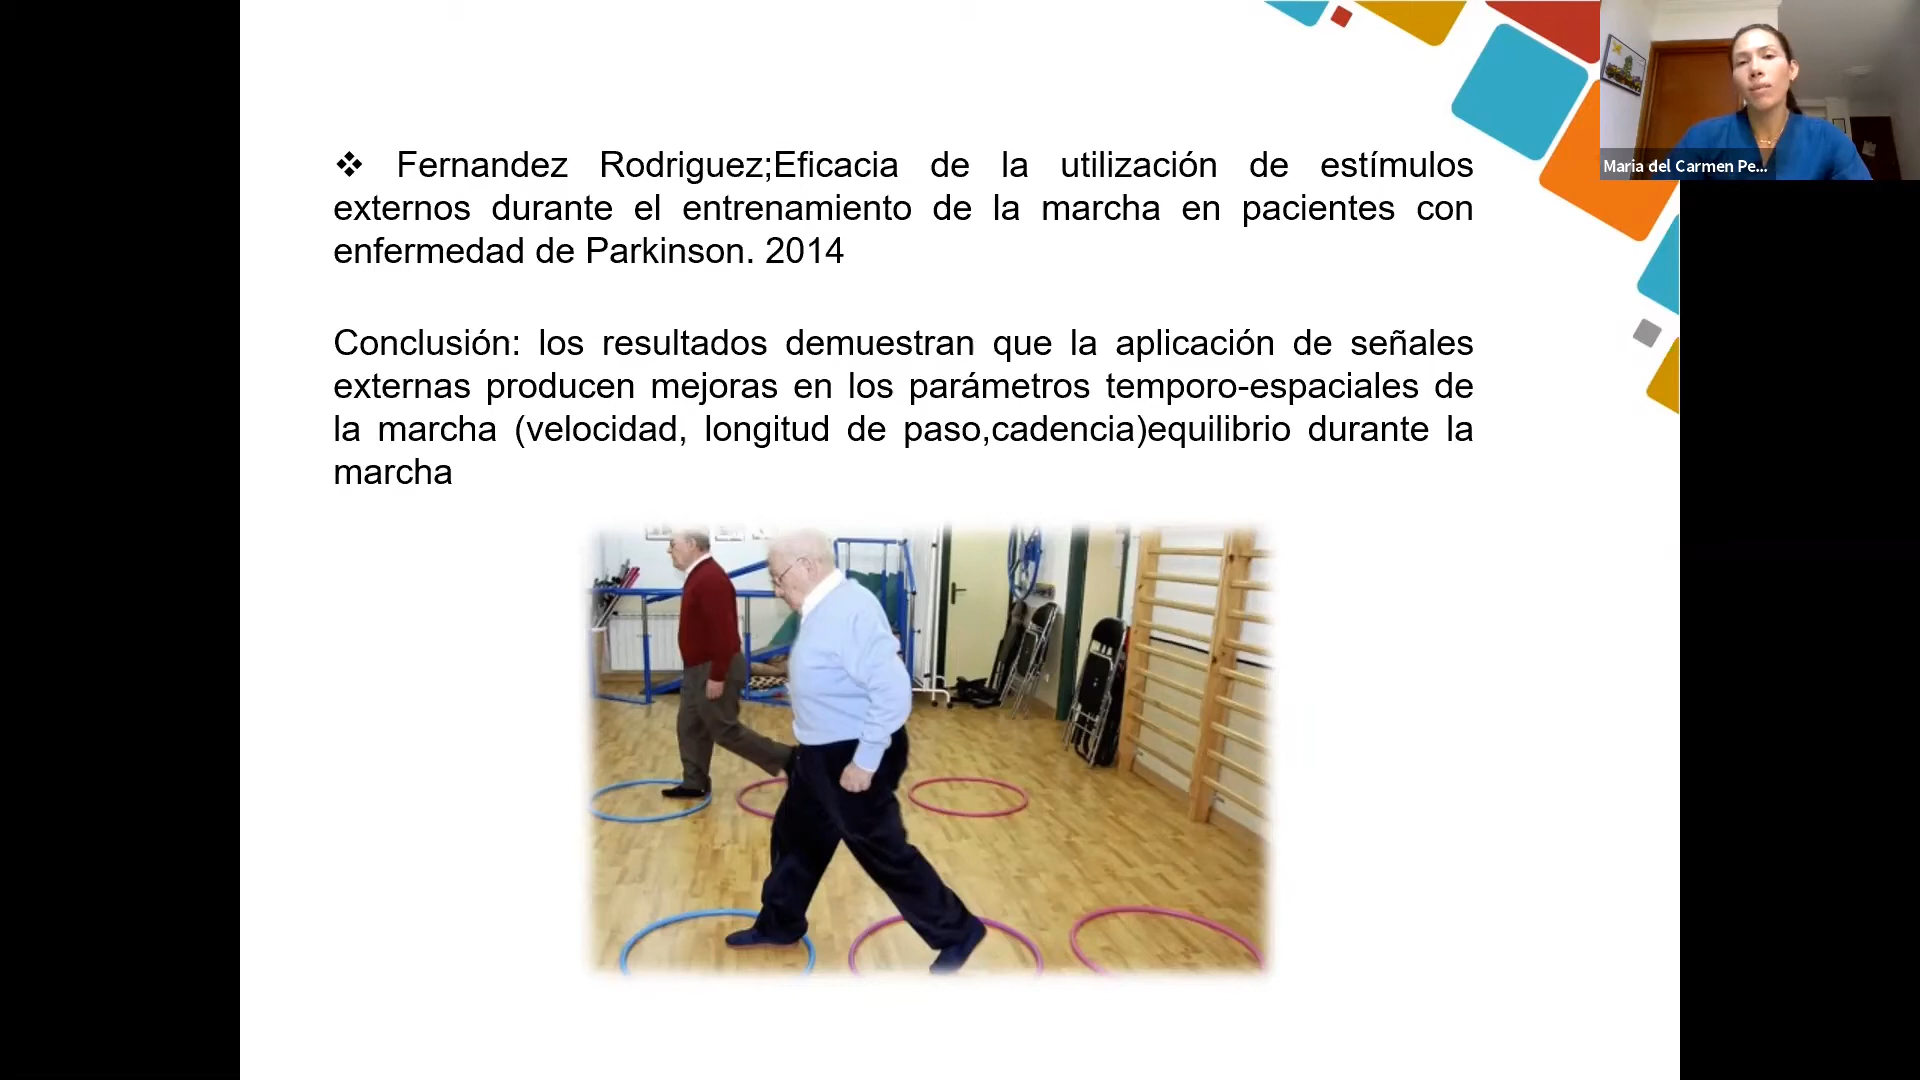 ❖ Fernandez Rodriguez;Eficacia de la utilización de estímulos
externos durante el entrenamiento de la marcha en pacientes con
enfermedad de Parkinson. 2014
Conclusión: los resultados demuestran que la aplicación de señales
externas producen mejoras en los parámetros temporo-espaciales de
la marcha (velocidad, longitud de paso,cadencia)equilibrio durante la
marcha
Maria del Carmen Pe...